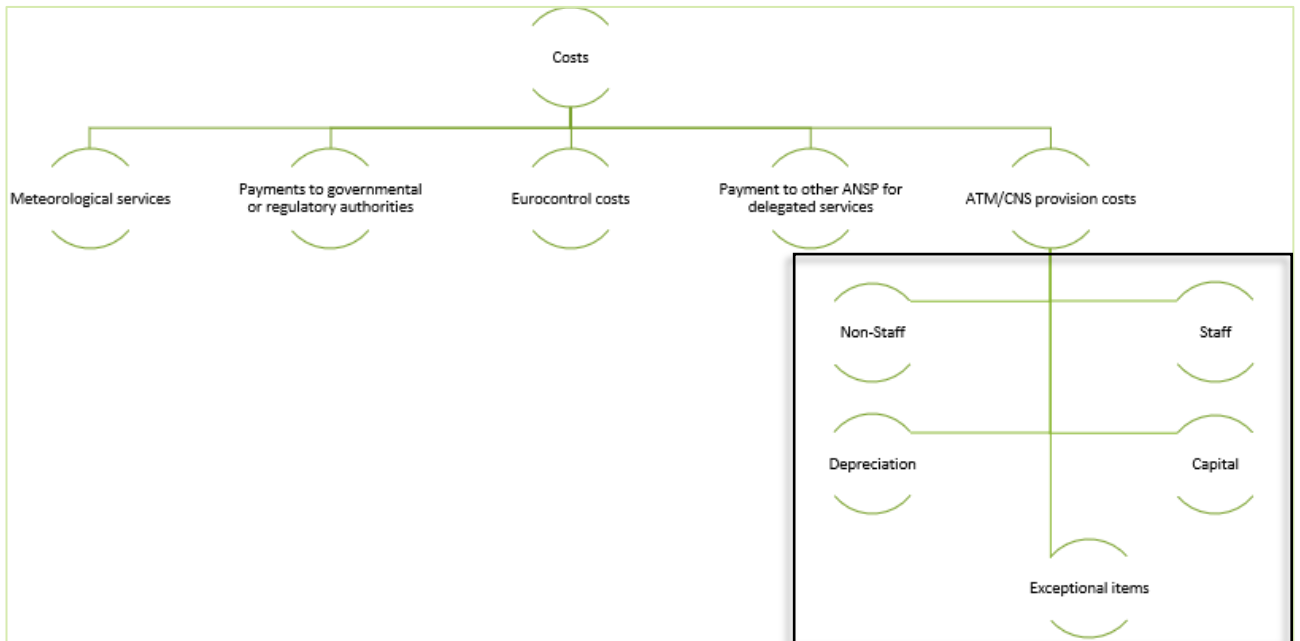 Costs
Meteorological services
Payments to governmental
or regulatory authorities
Eurocontrol costs
Payment to other ANSP for
delegated services
ATM/CNS provision costs
Non-Staff
Staff
Depreciation
Capital
Exceptional items